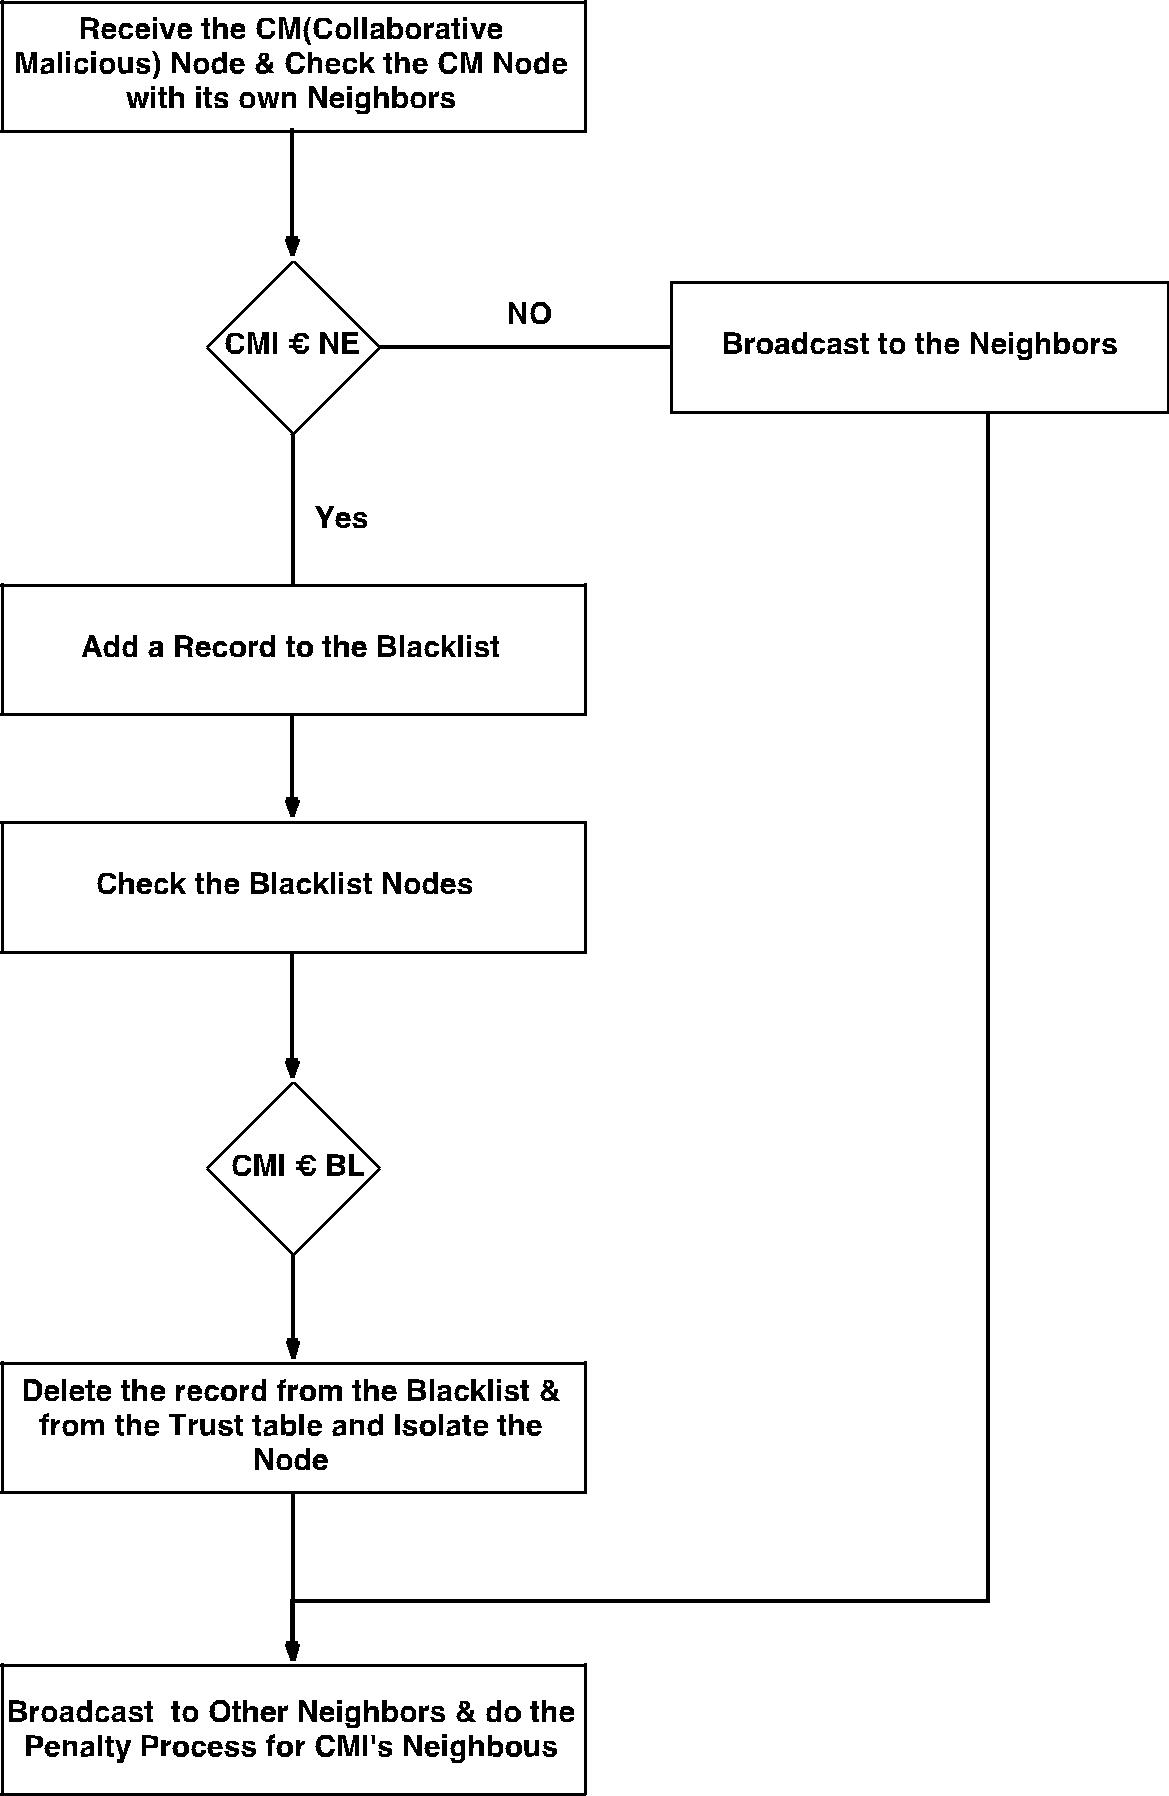 Receive the CM(Collaborative
Malicious) Node & Check the CM Node
with its own Neighbors
CMI € NE
NO
Broadcast to the Neighbors
Yes
Add a Record to the Blacklist
Check the Blacklist Nodes
CMI € BL
Delete the record from the Blacklist &
from the Trust table and Isolate the
Node
Broadcast to Other Neighbors & do the
Penalty Process for CMI's Neighbous